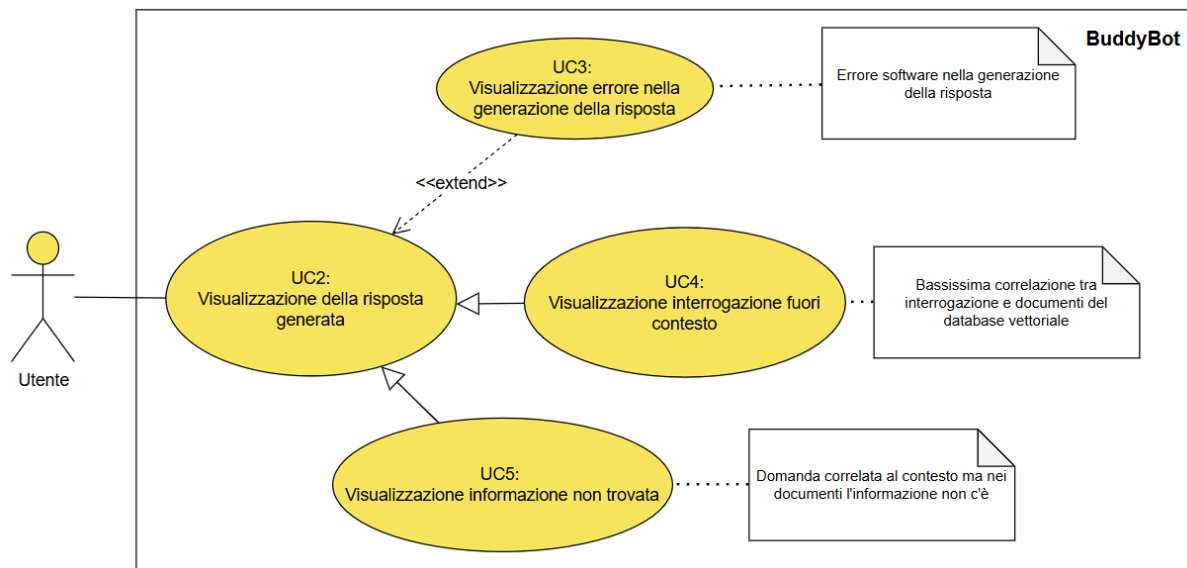 BuddyBot
UC3:
Visualizzazione errore nella
generazione della risposta
Errore software nella generazione
della risposta
<<extend>>
UC2:
Visualizzazione della risposta
generata
UC4:
Visualizzazione interrogazione fuori
contesto
Bassissima correlazione tra
interrogazione e documenti del
database vettoriale
Utente
UC5:
Visualizzazione informazione non trovata
Domanda correlata al contesto ma nei
documenti l'informazione non c'è